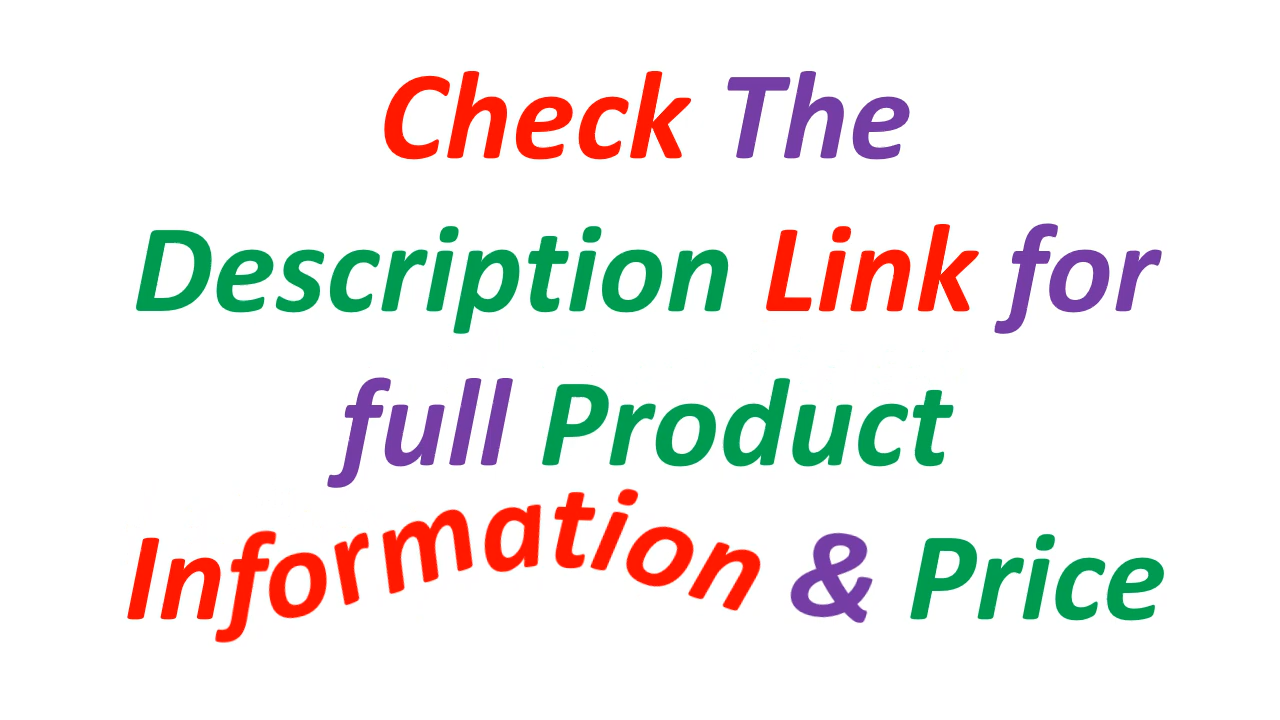 Check The
Description Link for
full Product
Information & Price